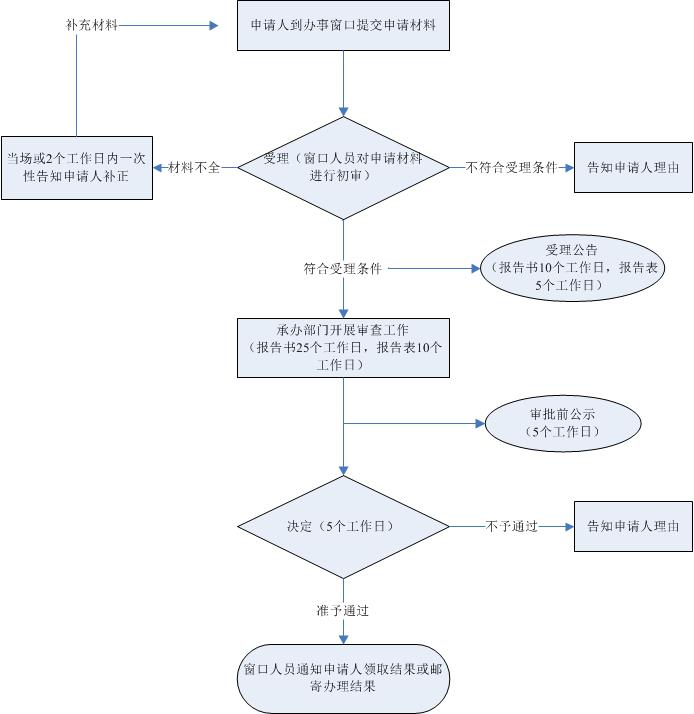 补充材料
申请人到办事窗口提交申请材料
当场或2个工作日内一次
性告知申请人补正
材料不全
受理（窗口人员对申请材料
进行初审）
不符合受理条件
告知申请人理由
符合受理条件
受理公告
（报告书10个工作日，报告表
5个工作日）
承办部门开展审查工作
（报告书25个工作日，报告表10个
工作日）
审批前公示
（5个工作日）
决定（5个工作日）
不予通过
告知申请人理由
准予通过
窗口人员通知申请人领取结果或邮
寄办理结果